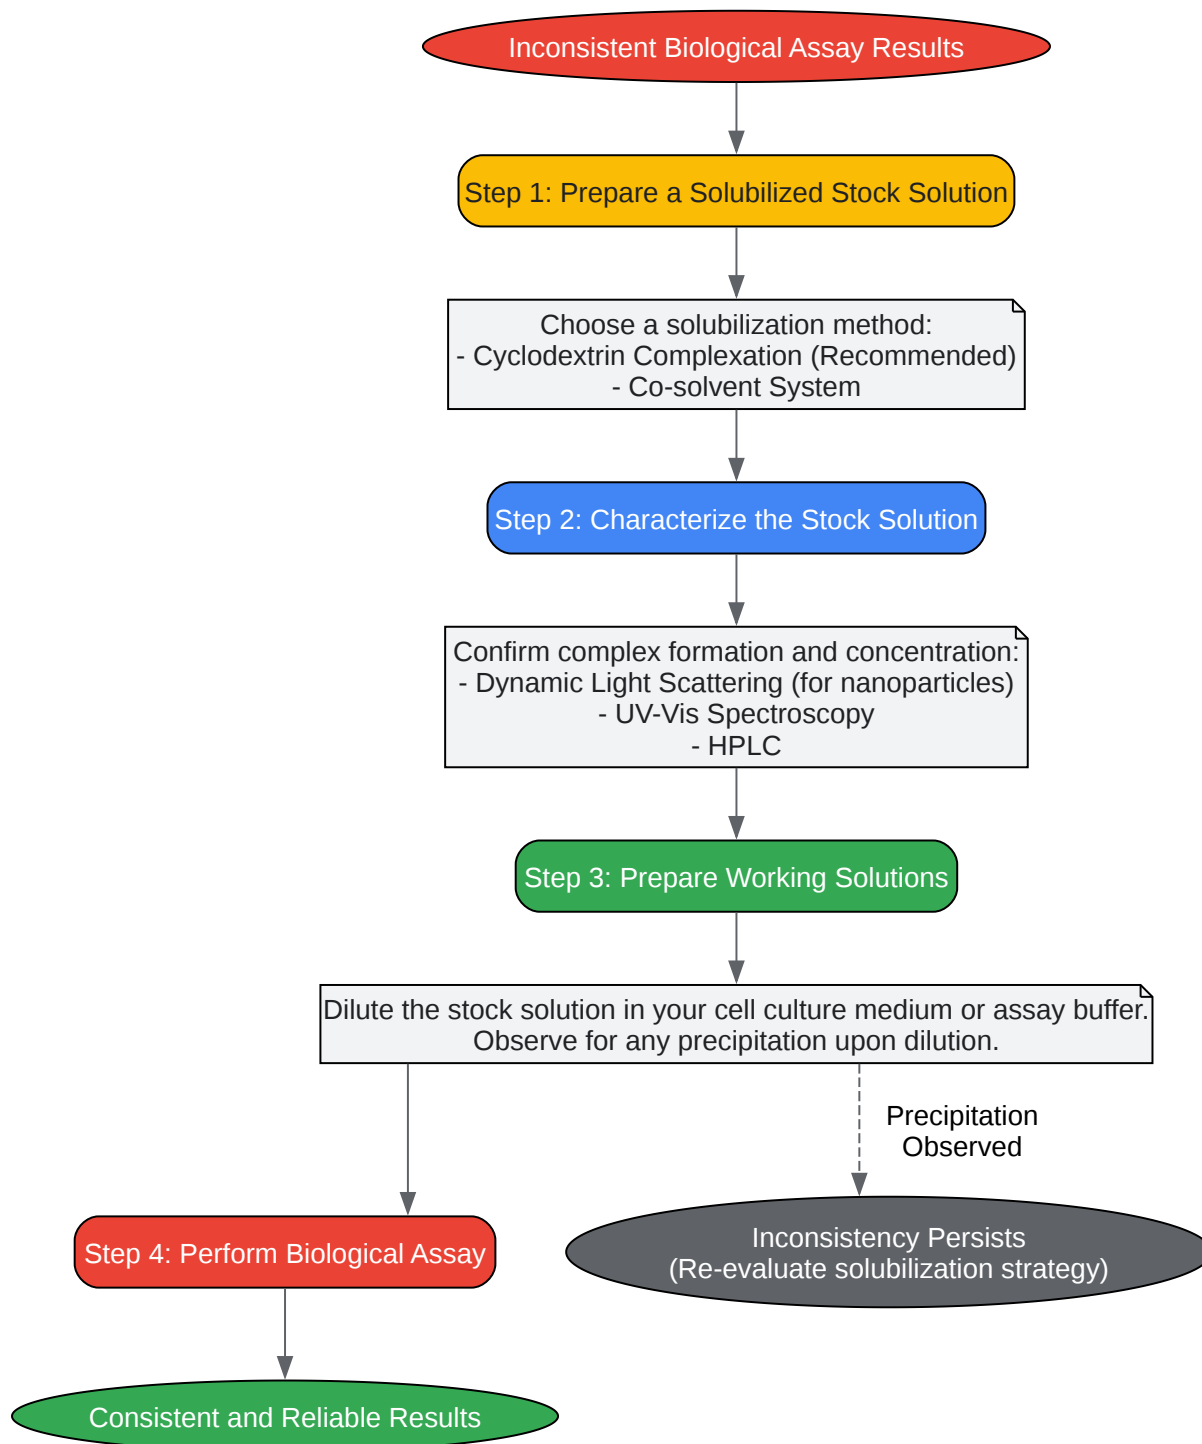 Inconsistent Biological Assay Results
Step 1: Prepare a Solubilized Stock Solution
Choose a solubilization method:
- Cyclodextrin Complexation (Recommended)
- Co-solvent System
Step 2: Characterize the Stock Solution
Confirm complex formation and concentration:
- Dynamic Light Scattering (for nanoparticles)
- UV-Vis Spectroscopy
- HPLC
Step 3: Prepare Working Solutions
Dilute the stock solution in your cell culture medium or assay buffer.
Observe for any precipitation upon dilution.
Precipitation
Observed
Step 4: Perform Biological Assay
Inconsistency Persists
(Re-evaluate solubilization strategy)
Consistent and Reliable Results